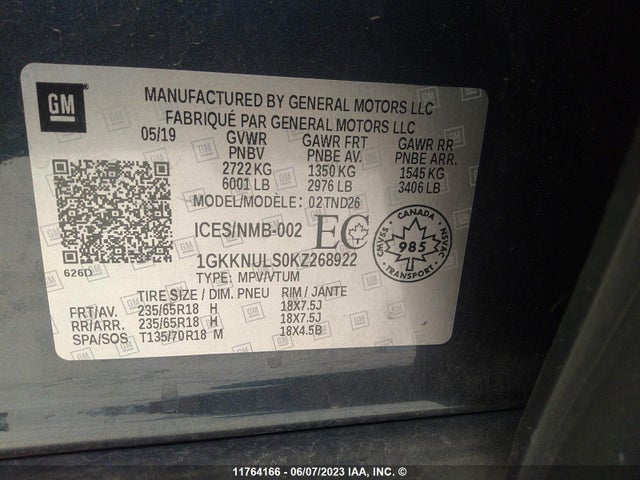 GM
MANUFACTURED BY GENERAL MOTORS LLC
FABRIQUÉ PAR GENERAL MOTORS LLC
05/19 GVWR GAWR FRT GAWR RR
PNBV PNBE AV. PNBE ARR.
2722 KG 1350 KG 1545 KG
6001 LB 2976 LB 3406 LB
MODEL/MODÈLE: 02TND26
ICES/NMB-002 EC
CANADA
CMVSS 985 NSVAC
TRANSPORT
1GKKNULS0KZ268922
626D TYPE: MPV/VTUM
TIRE SIZE / DIM. PNEU RIM / JANTE
FRT/AV. 235/65R18 H 18X7.5J
RR/ARR. 235/65R18 H 18X7.5J
SPA/SOS T135/70R18 M 18X4.5B
11764166 - 06/07/2023 IAA, INC. ©